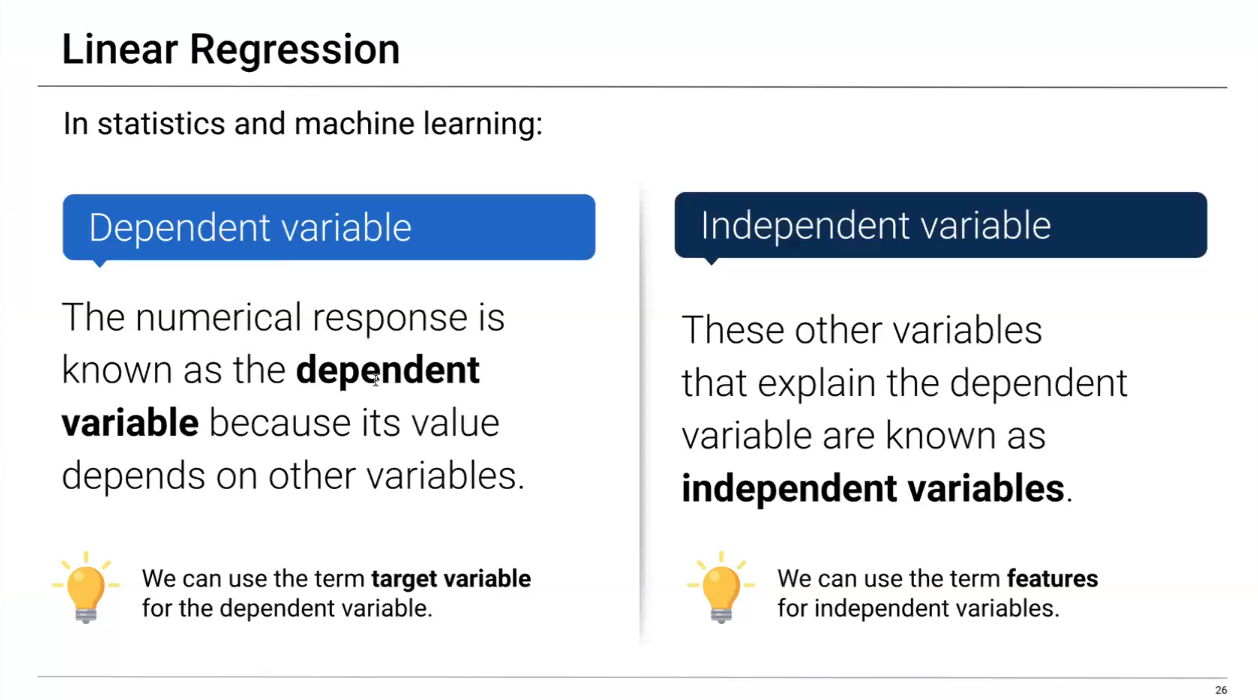 Linear Regression
In statistics and machine learning:
Dependent variable
The numerical response is
known as the dependent
variable because its value
depends on other variables.
We can use the term target variable
for the dependent variable.
Independent variable
These other variables
that explain the dependent
variable are known as
independent variables.
We can use the term features
for independent variables.
26